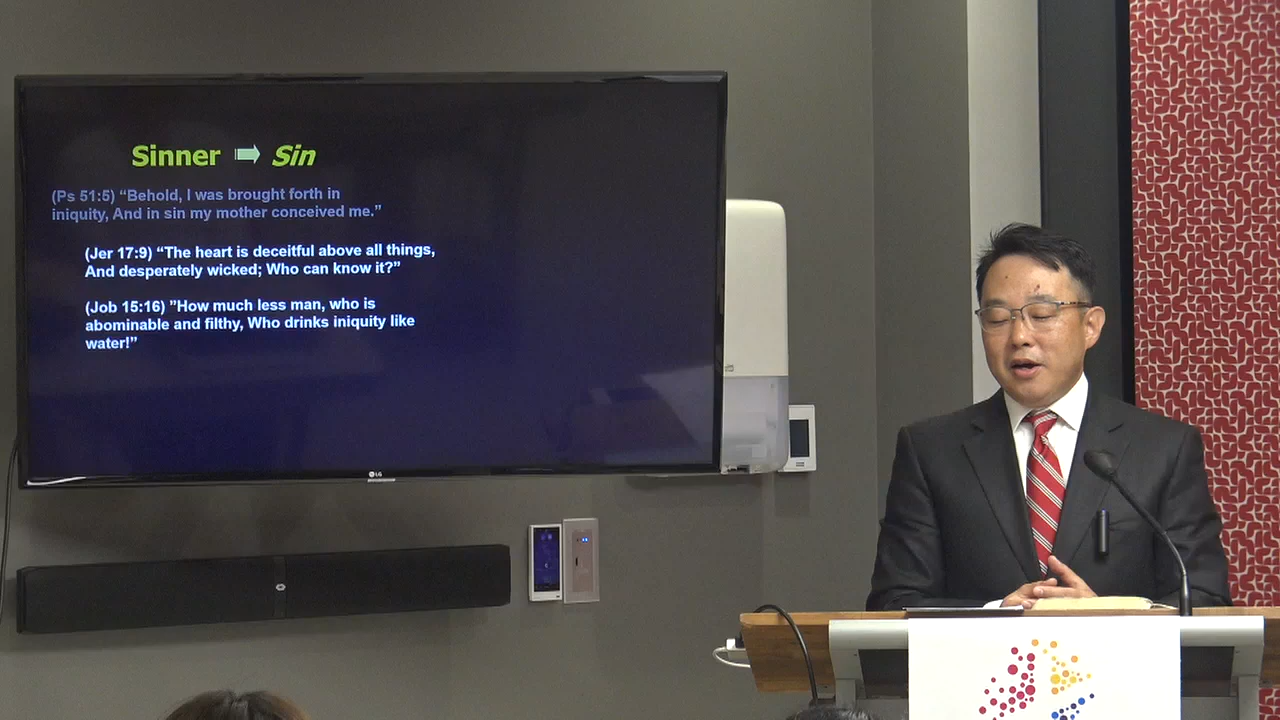 Sinner Sin
(Ps 51:5) “Behold, I was brought forth in
iniquity, And in sin my mother conceived me.”
(Jer 17:9) “The heart is deceitful above all things,
And desperately wicked; Who can know it?”
(Job 15:16) ”How much less man, who is
abominable and filthy, Who drinks iniquity like
water!”
LG